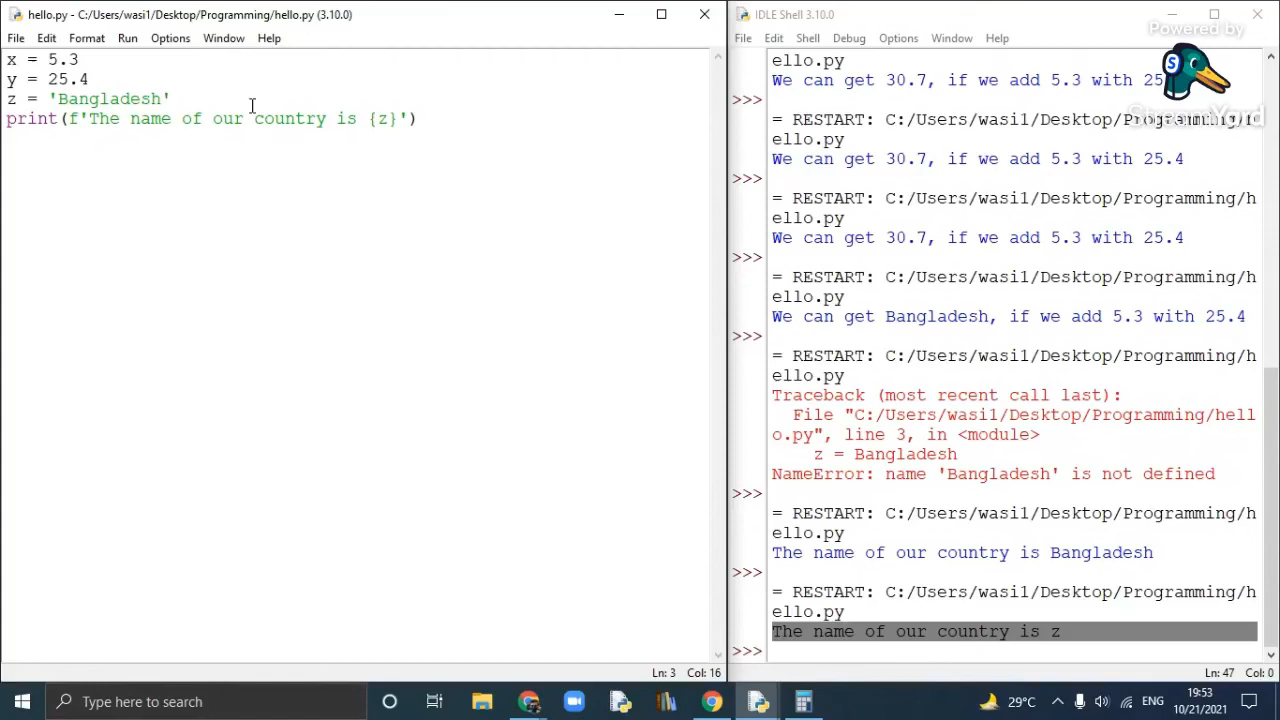 hello.py - C:/Users/wasi1/Desktop/Programming/hello.py (3.10.0)
File Edit Format Run Options Window Help
x = 5.3
y = 25.4
z = 'Bangladesh'
print(f'The name of our country is {z}')
Ln: 3 Col: 16
IDLE Shell 3.10.0
File Edit Shell Debug Options Window Help
Powered by
StreamYard
ello.py
We can get 30.7, if we add 5.3 with 25
>>>
= RESTART: C:/Users/wasi1/Desktop/Programming/h
ello.py
We can get 30.7, if we add 5.3 with 25.4
>>>
= RESTART: C:/Users/wasi1/Desktop/Programming/h
ello.py
We can get 30.7, if we add 5.3 with 25.4
>>>
= RESTART: C:/Users/wasi1/Desktop/Programming/h
ello.py
We can get Bangladesh, if we add 5.3 with 25.4
>>>
= RESTART: C:/Users/wasi1/Desktop/Programming/h
ello.py
Traceback (most recent call last):
File "C:/Users/wasi1/Desktop/Programming/hell
o.py", line 3, in <module>
z = Bangladesh
NameError: name 'Bangladesh' is not defined
>>>
= RESTART: C:/Users/wasi1/Desktop/Programming/h
ello.py
The name of our country is Bangladesh
>>>
= RESTART: C:/Users/wasi1/Desktop/Programming/h
ello.py
The name of our country is z
>>>
Ln: 47 Col: 0
Type here to search
29°C
ENG
19:53
10/21/2021